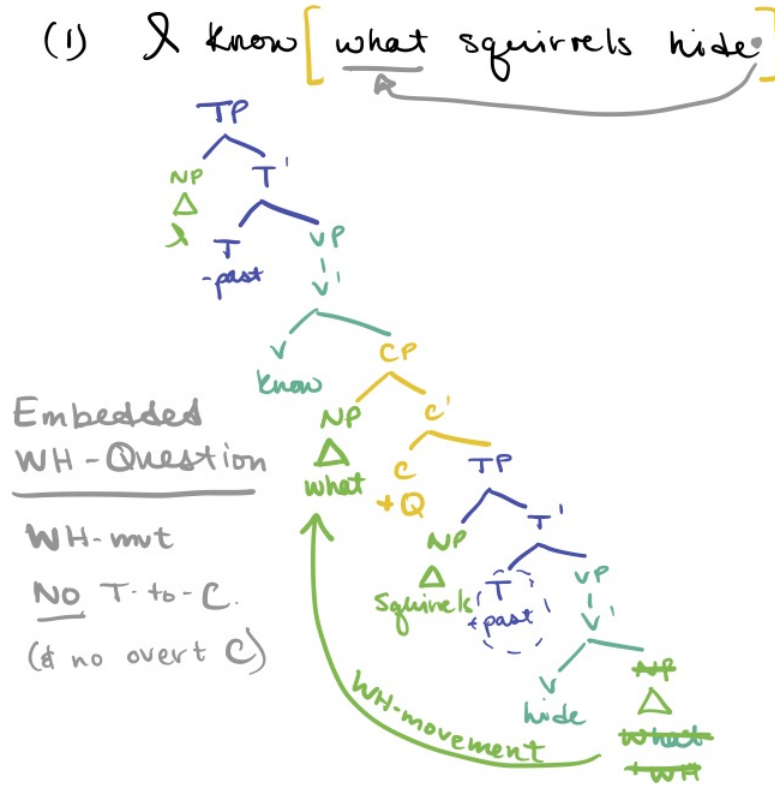 (1) I know [ what squirrels hide ]
TP
NP T'
I T VP
-past V'
V CP
know
Embedded NP C'
WH-Question what C TP
+Q
WH-mvt NP T'
NO T-to-C. squirrels T VP
past V'
(& no overt C) V NP
hide what
+WH
WH-movement